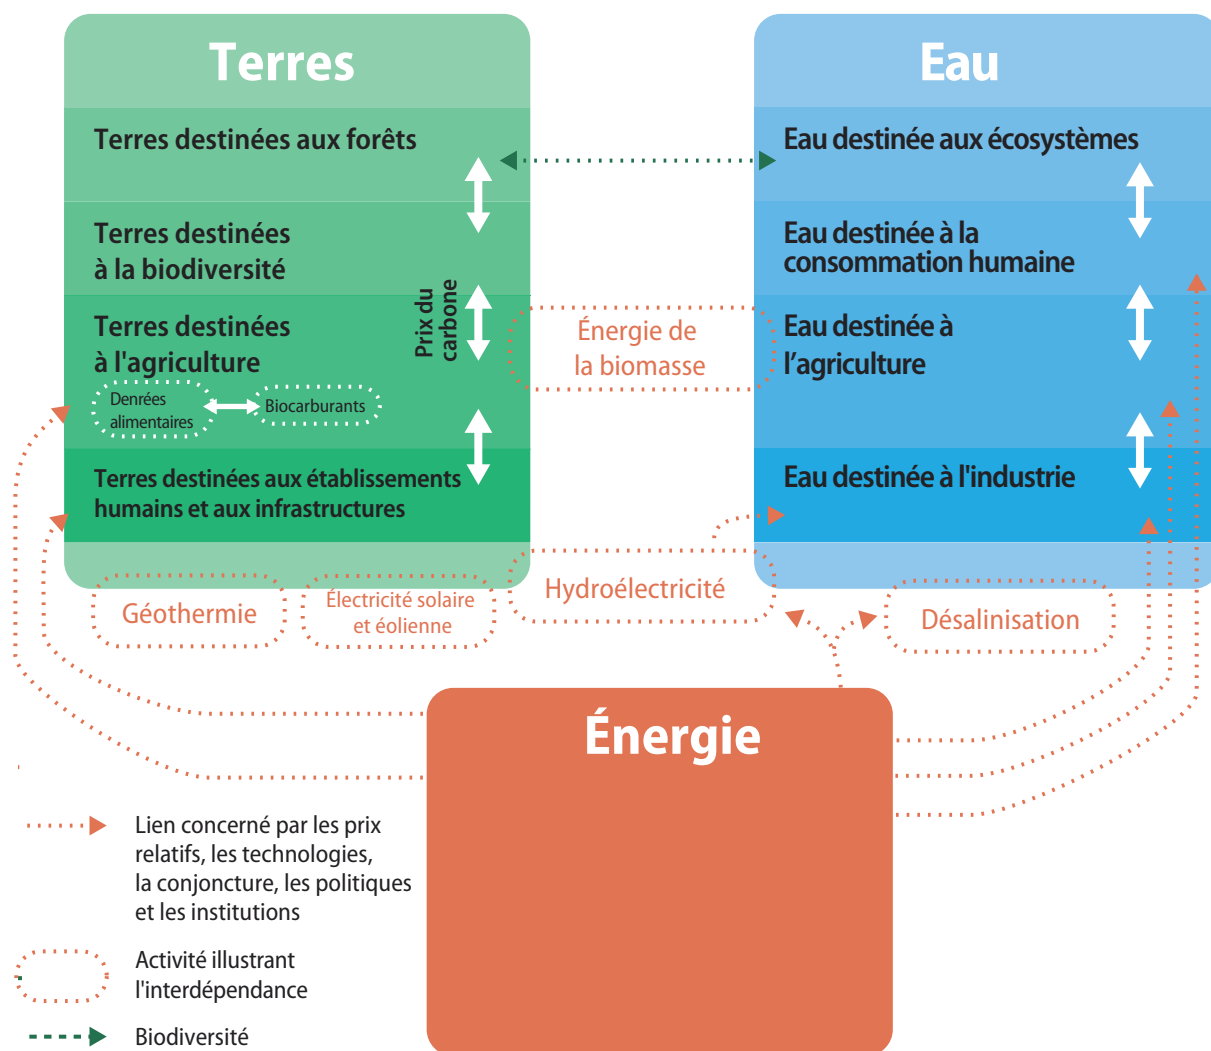 Terres
Terres destinées aux forêts
Terres destinées
à la biodiversité
Terres destinées
à l'agriculture
Prix du
carbone
Denrées
alimentaires
Biocarburants
Terres destinées aux établissements
humains et aux infrastructures
Eau
Eau destinée aux écosystèmes
Eau destinée à la
consommation humaine
Eau destinée à
l’agriculture
Eau destinée à l'industrie
Énergie de
la biomasse
Géothermie
Électricité solaire
et éolienne
Hydroélectricité
Désalinisation
Énergie
Lien concerné par les prix
relatifs, les technologies,
la conjoncture, les politiques
et les institutions
Activité illustrant
l'interdépendance
Biodiversité